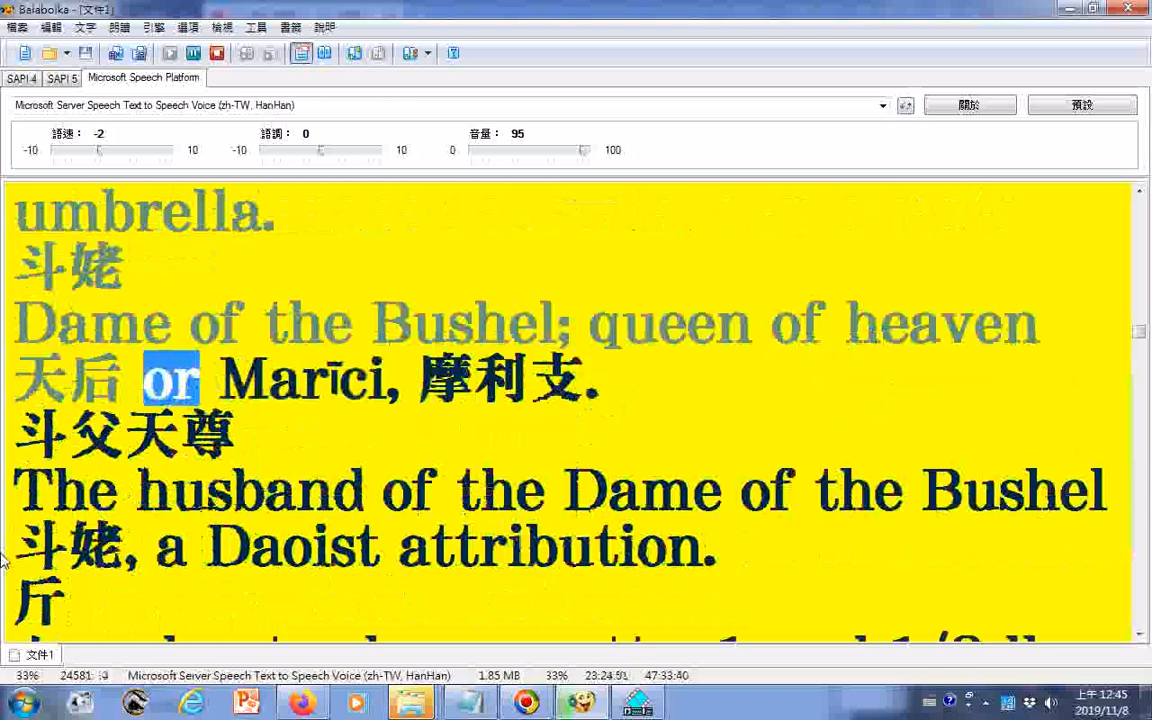 Balabolka - [文件1]
檔案 編輯 文字 朗讀 引擎 選項 檢視 工具 書籤 說明
SAPI 4 SAPI 5 Microsoft Speech Platform
Microsoft Server Speech Text to Speech Voice (zh-TW, HanHan)
關於 預設
語速： -2 語調： 0 音量： 95
-10 10 -10 10 0 100
umbrella.
斗姥
Dame of the Bushel; queen of heaven
天后 or Marīci, 摩利支.
斗父天尊
The husband of the Dame of the Bushel
斗姥, a Daoist attribution.
斤
文件1
33% 24581 Microsoft Server Speech Text to Speech Voice (zh-TW, HanHan) 1.85 MB 33% 23:24:51 47:33:40
上午 12:45
2019/11/8